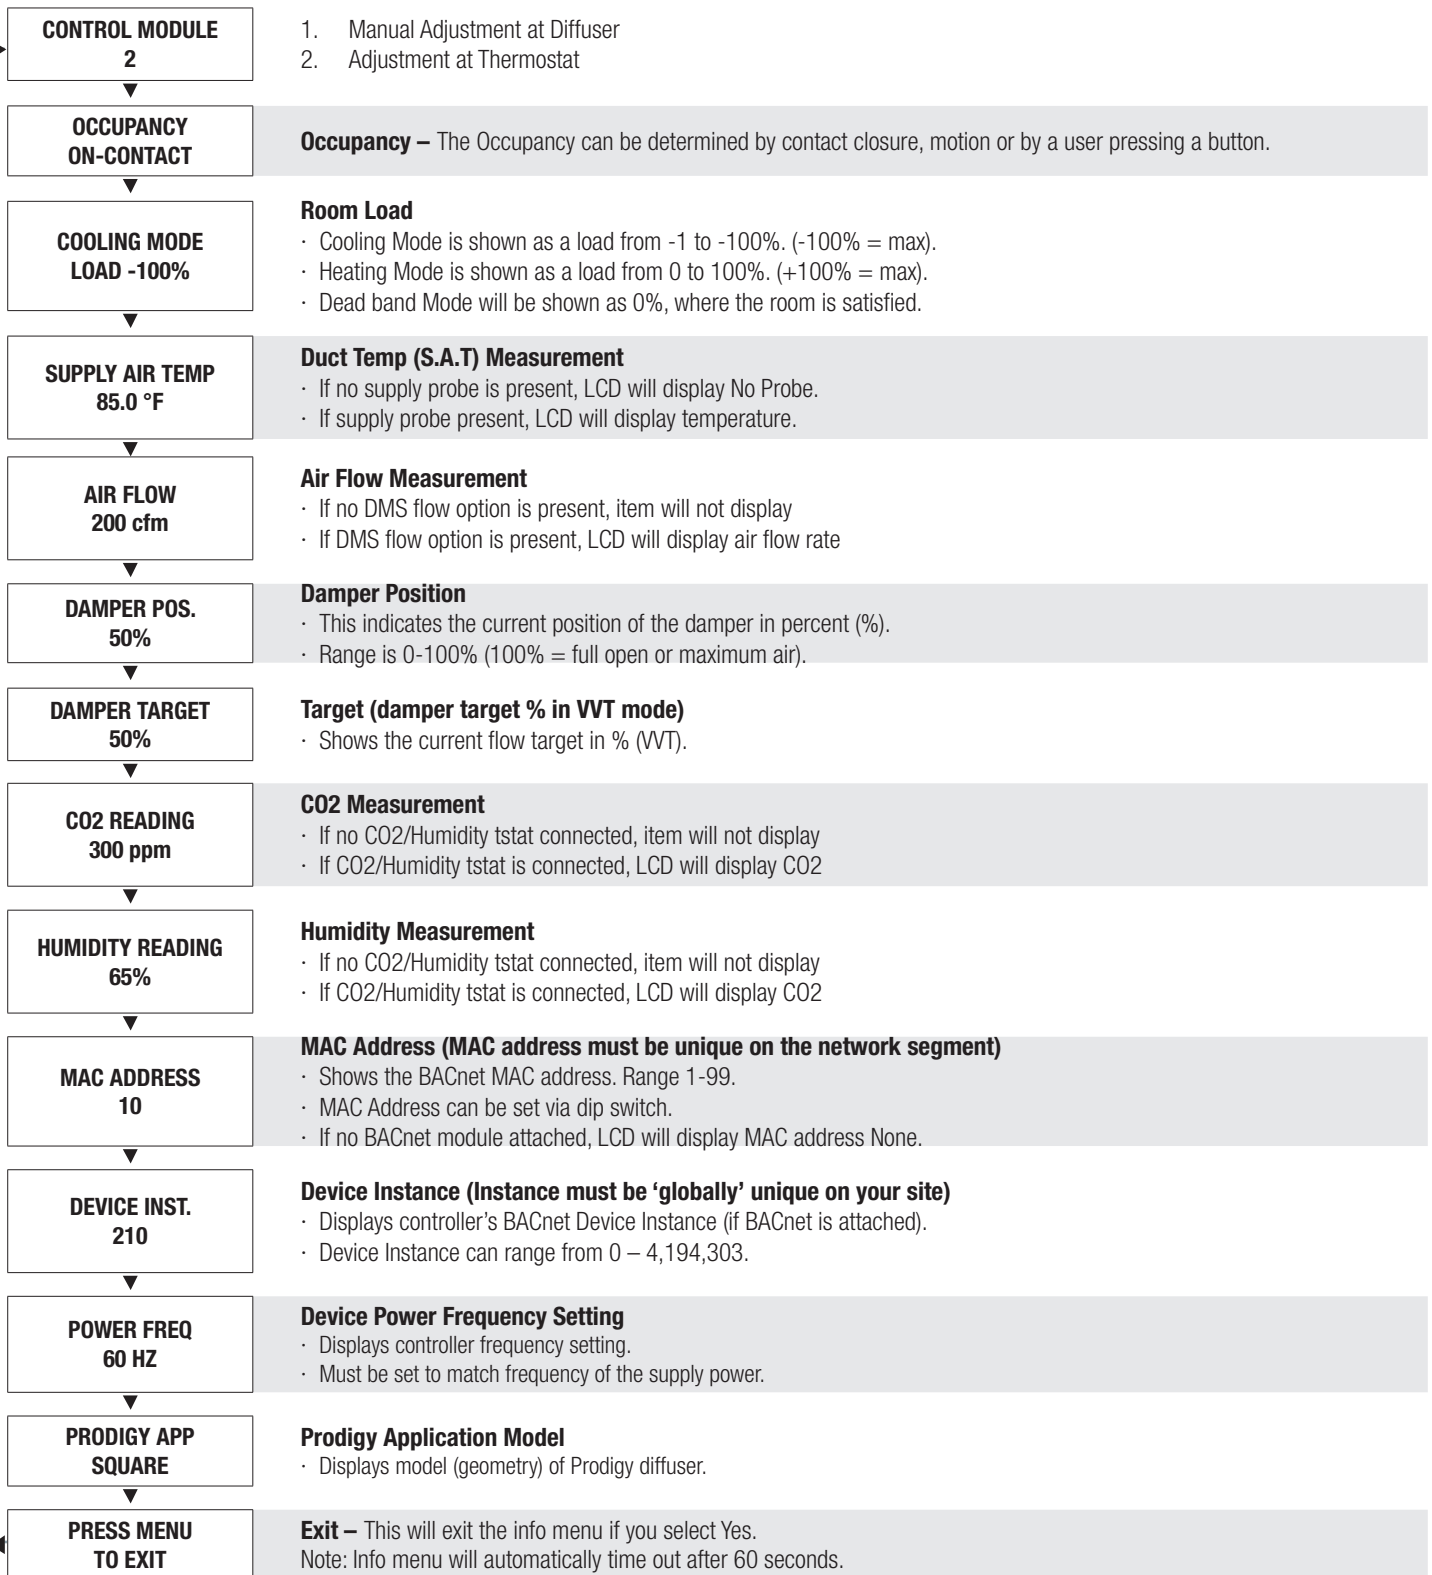 CONTROL MODULE
2
1. Manual Adjustment at Diffuser
2. Adjustment at Thermostat
OCCUPANCY
ON-CONTACT
Occupancy – The Occupancy can be determined by contact closure, motion or by a user pressing a button.
COOLING MODE
LOAD -100%
Room Load
· Cooling Mode is shown as a load from -1 to -100%. (-100% = max).
· Heating Mode is shown as a load from 0 to 100%. (+100% = max).
· Dead band Mode will be shown as 0%, where the room is satisfied.
SUPPLY AIR TEMP
85.0 °F
Duct Temp (S.A.T) Measurement
· If no supply probe is present, LCD will display No Probe.
· If supply probe present, LCD will display temperature.
AIR FLOW
200 cfm
Air Flow Measurement
· If no DMS flow option is present, item will not display
· If DMS flow option is present, LCD will display air flow rate
DAMPER POS.
50%
Damper Position
· This indicates the current position of the damper in percent (%).
· Range is 0-100% (100% = full open or maximum air).
DAMPER TARGET
50%
Target (damper target % in VVT mode)
· Shows the current flow target in % (VVT).
CO2 READING
300 ppm
CO2 Measurement
· If no CO2/Humidity tstat connected, item will not display
· If CO2/Humidity tstat is connected, LCD will display CO2
HUMIDITY READING
65%
Humidity Measurement
· If no CO2/Humidity tstat connected, item will not display
· If CO2/Humidity tstat is connected, LCD will display CO2
MAC ADDRESS
10
MAC Address (MAC address must be unique on the network segment)
· Shows the BACnet MAC address. Range 1-99.
· MAC Address can be set via dip switch.
· If no BACnet module attached, LCD will display MAC address None.
DEVICE INST.
210
Device Instance (Instance must be ‘globally’ unique on your site)
· Displays controller’s BACnet Device Instance (if BACnet is attached).
· Device Instance can range from 0 – 4,194,303.
POWER FREQ
60 HZ
Device Power Frequency Setting
· Displays controller frequency setting.
· Must be set to match frequency of the supply power.
PRODIGY APP
SQUARE
Prodigy Application Model
· Displays model (geometry) of Prodigy diffuser.
PRESS MENU
TO EXIT
Exit – This will exit the info menu if you select Yes.
Note: Info menu will automatically time out after 60 seconds.